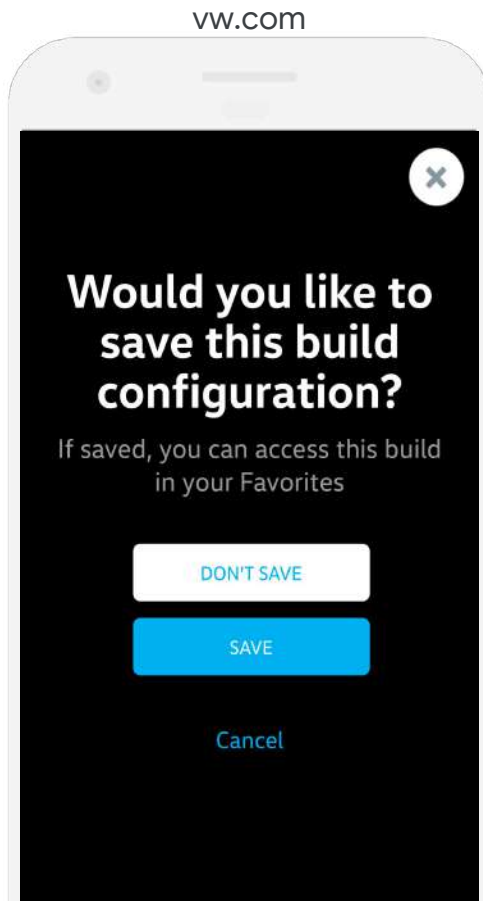 vw.com
Would you like to
save this build
configuration?
If saved, you can access this build
in your Favorites
DON'T SAVE
SAVE
Cancel